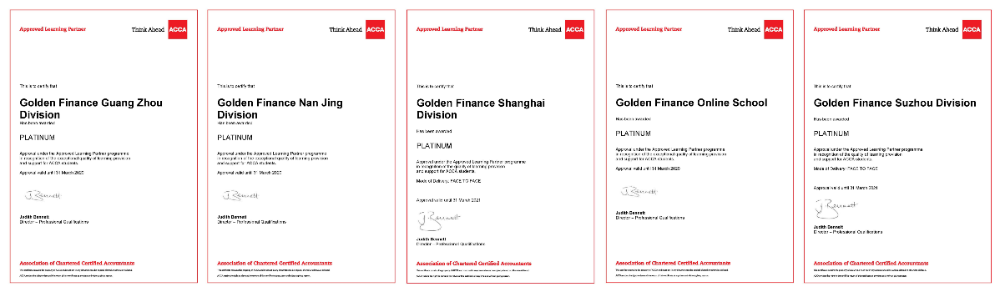 Approved Learning Partner
Think Ahead ACCA
This is to certify that
Golden Finance Guang Zhou
Division
Has been awarded
PLATINUM
Approval under the Approved Learning Partner programme
in recognition of the exceptional quality of learning provision
and support for ACCA students
Approval valid until 31 March 2020
J. Bennett
Judith Bennett
Director – Professional Qualifications
Association of Chartered Certified Accountants
Approved Learning Partner
Think Ahead ACCA
This is to certify that
Golden Finance Nan Jing
Division
Has been awarded
PLATINUM
Approval under the Approved Learning Partner programme
in recognition of the exceptional quality of learning provision
and support for ACCA students
Approval valid until 31 March 2020
J. Bennett
Judith Bennett
Director – Professional Qualifications
Association of Chartered Certified Accountants
Approved Learning Partner
Think Ahead ACCA
This is to certify that
Golden Finance Shanghai
Division
Has been awarded
PLATINUM
Approval under the Approved Learning Partner programme
in recognition of the quality of learning provision
and support for ACCA students
Mode of Delivery: FACE TO FACE
Approval valid until 31 March 2021
J. Bennett
Judith Bennett
Director – Professional Qualifications
Association of Chartered Certified Accountants
Approved Learning Partner
Think Ahead ACCA
This is to certify that
Golden Finance Online School
Has been awarded
PLATINUM
Approval under the Approved Learning Partner programme
in recognition of the exceptional quality of learning provision
and support for ACCA students
Approval valid until 31 March 2020
J. Bennett
Judith Bennett
Director – Professional Qualifications
Association of Chartered Certified Accountants
Approved Learning Partner
Think Ahead ACCA
This is to certify that
Golden Finance Suzhou Division
Has been awarded
PLATINUM
Approval under the Approved Learning Partner programme
in recognition of the quality of learning provision
and support for ACCA students
Mode of Delivery: FACE TO FACE
Approval valid until 31 March 2021
J. Bennett
Judith Bennett
Director – Professional Qualifications
Association of Chartered Certified Accountants